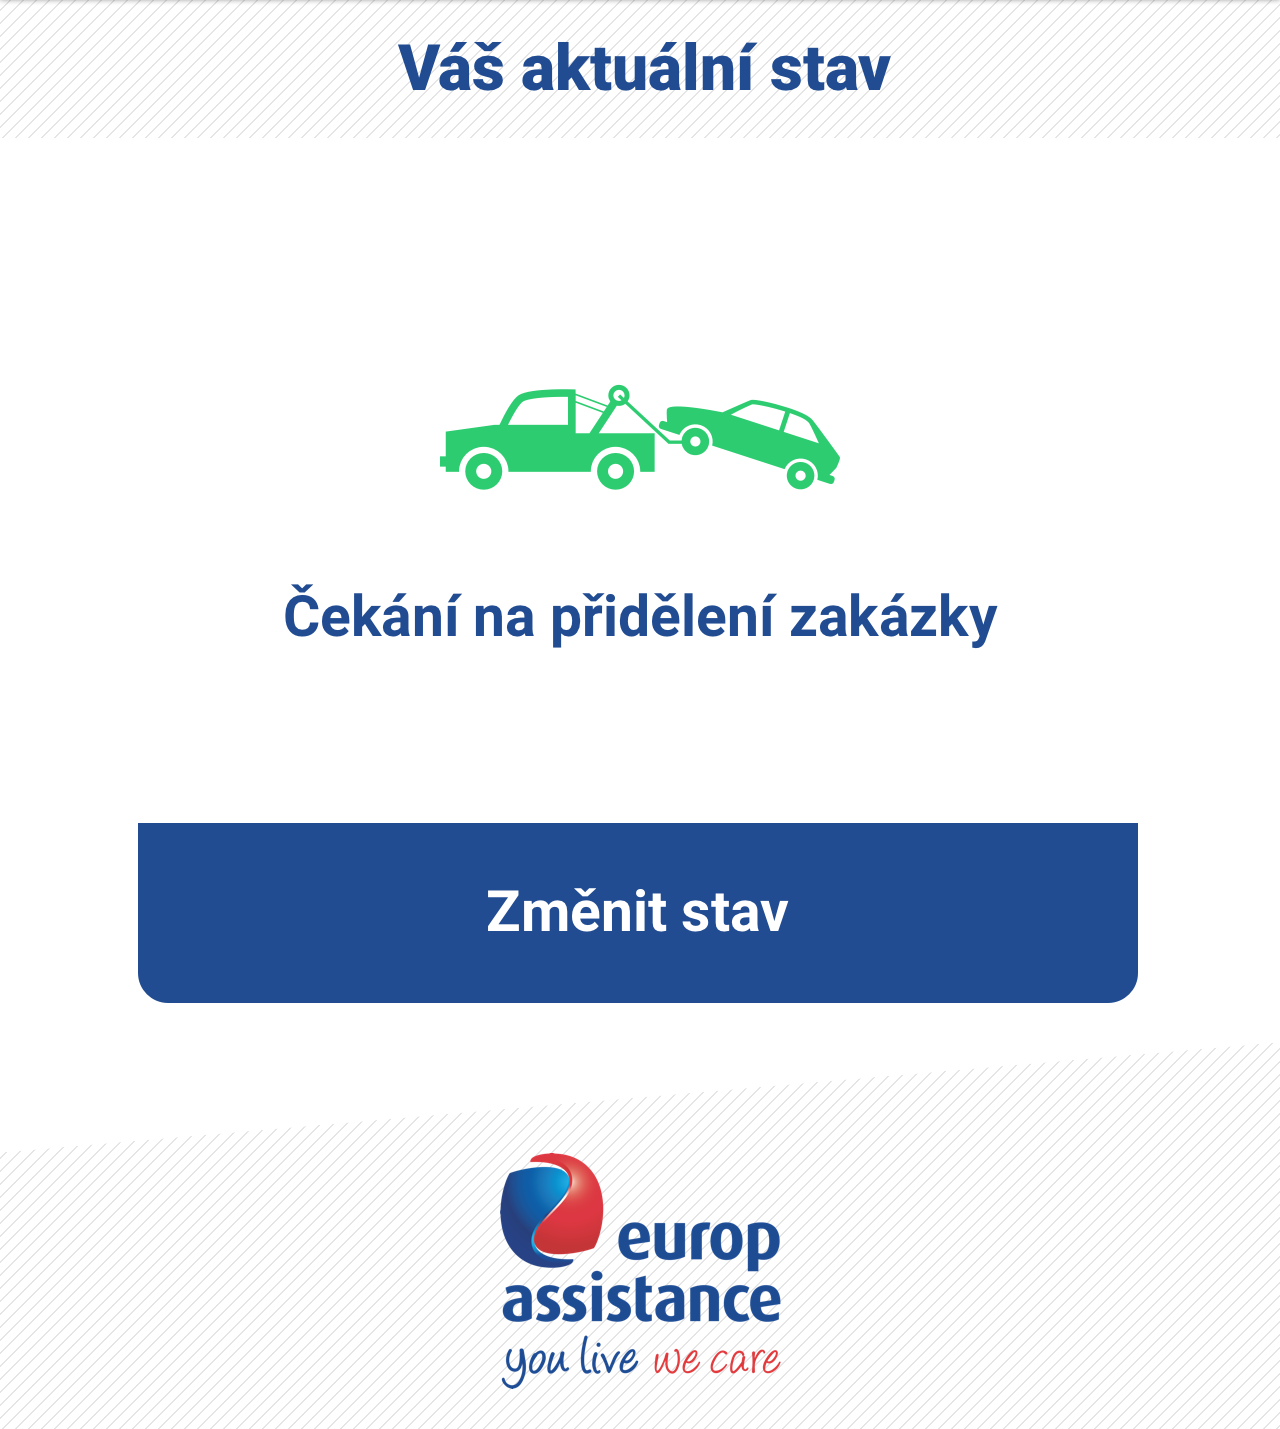 Váš aktuální stav
Čekání na přidělení zakázky
Změnit stav
europ
assistance
you live we care